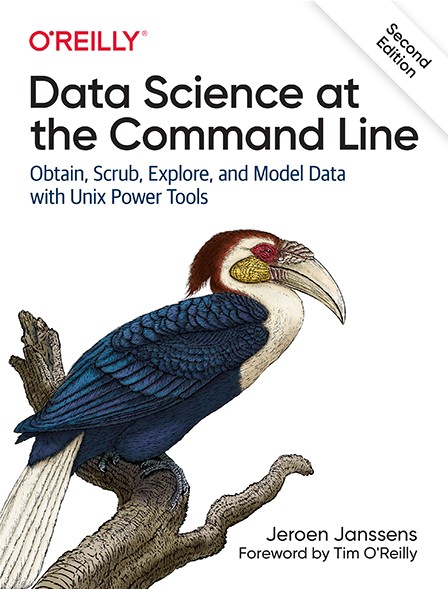 O'REILLY®
Second
Edition
Data Science at
the Command Line
Obtain, Scrub, Explore, and Model Data
with Unix Power Tools
Jeroen Janssens
Foreword by Tim O'Reilly